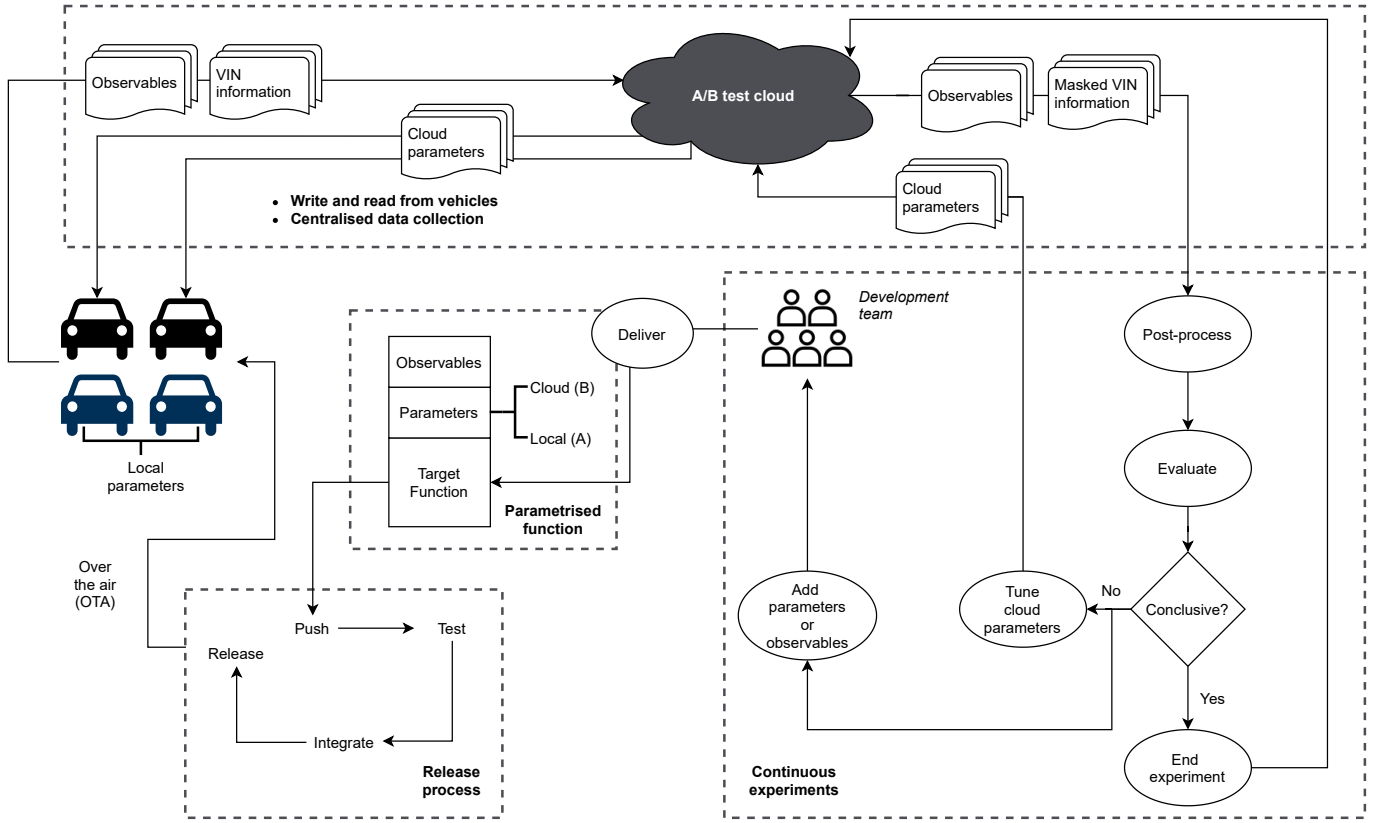 Observables
VIN
information
A/B test cloud
Observables
Masked VIN
information
Cloud
parameters
Cloud
parameters
• Write and read from vehicles
• Centralised data collection
Local
parameters
Over
the air
(OTA)
Observables
Parameters
Cloud (B)
Local (A)
Target
Function
Parametrised
function
Deliver
Development
team
Post-process
Evaluate
Conclusive?
No
Yes
Tune
cloud
parameters
Add
parameters
or
observables
End
experiment
Continuous
experiments
Push
Test
Release
Integrate
Release
process